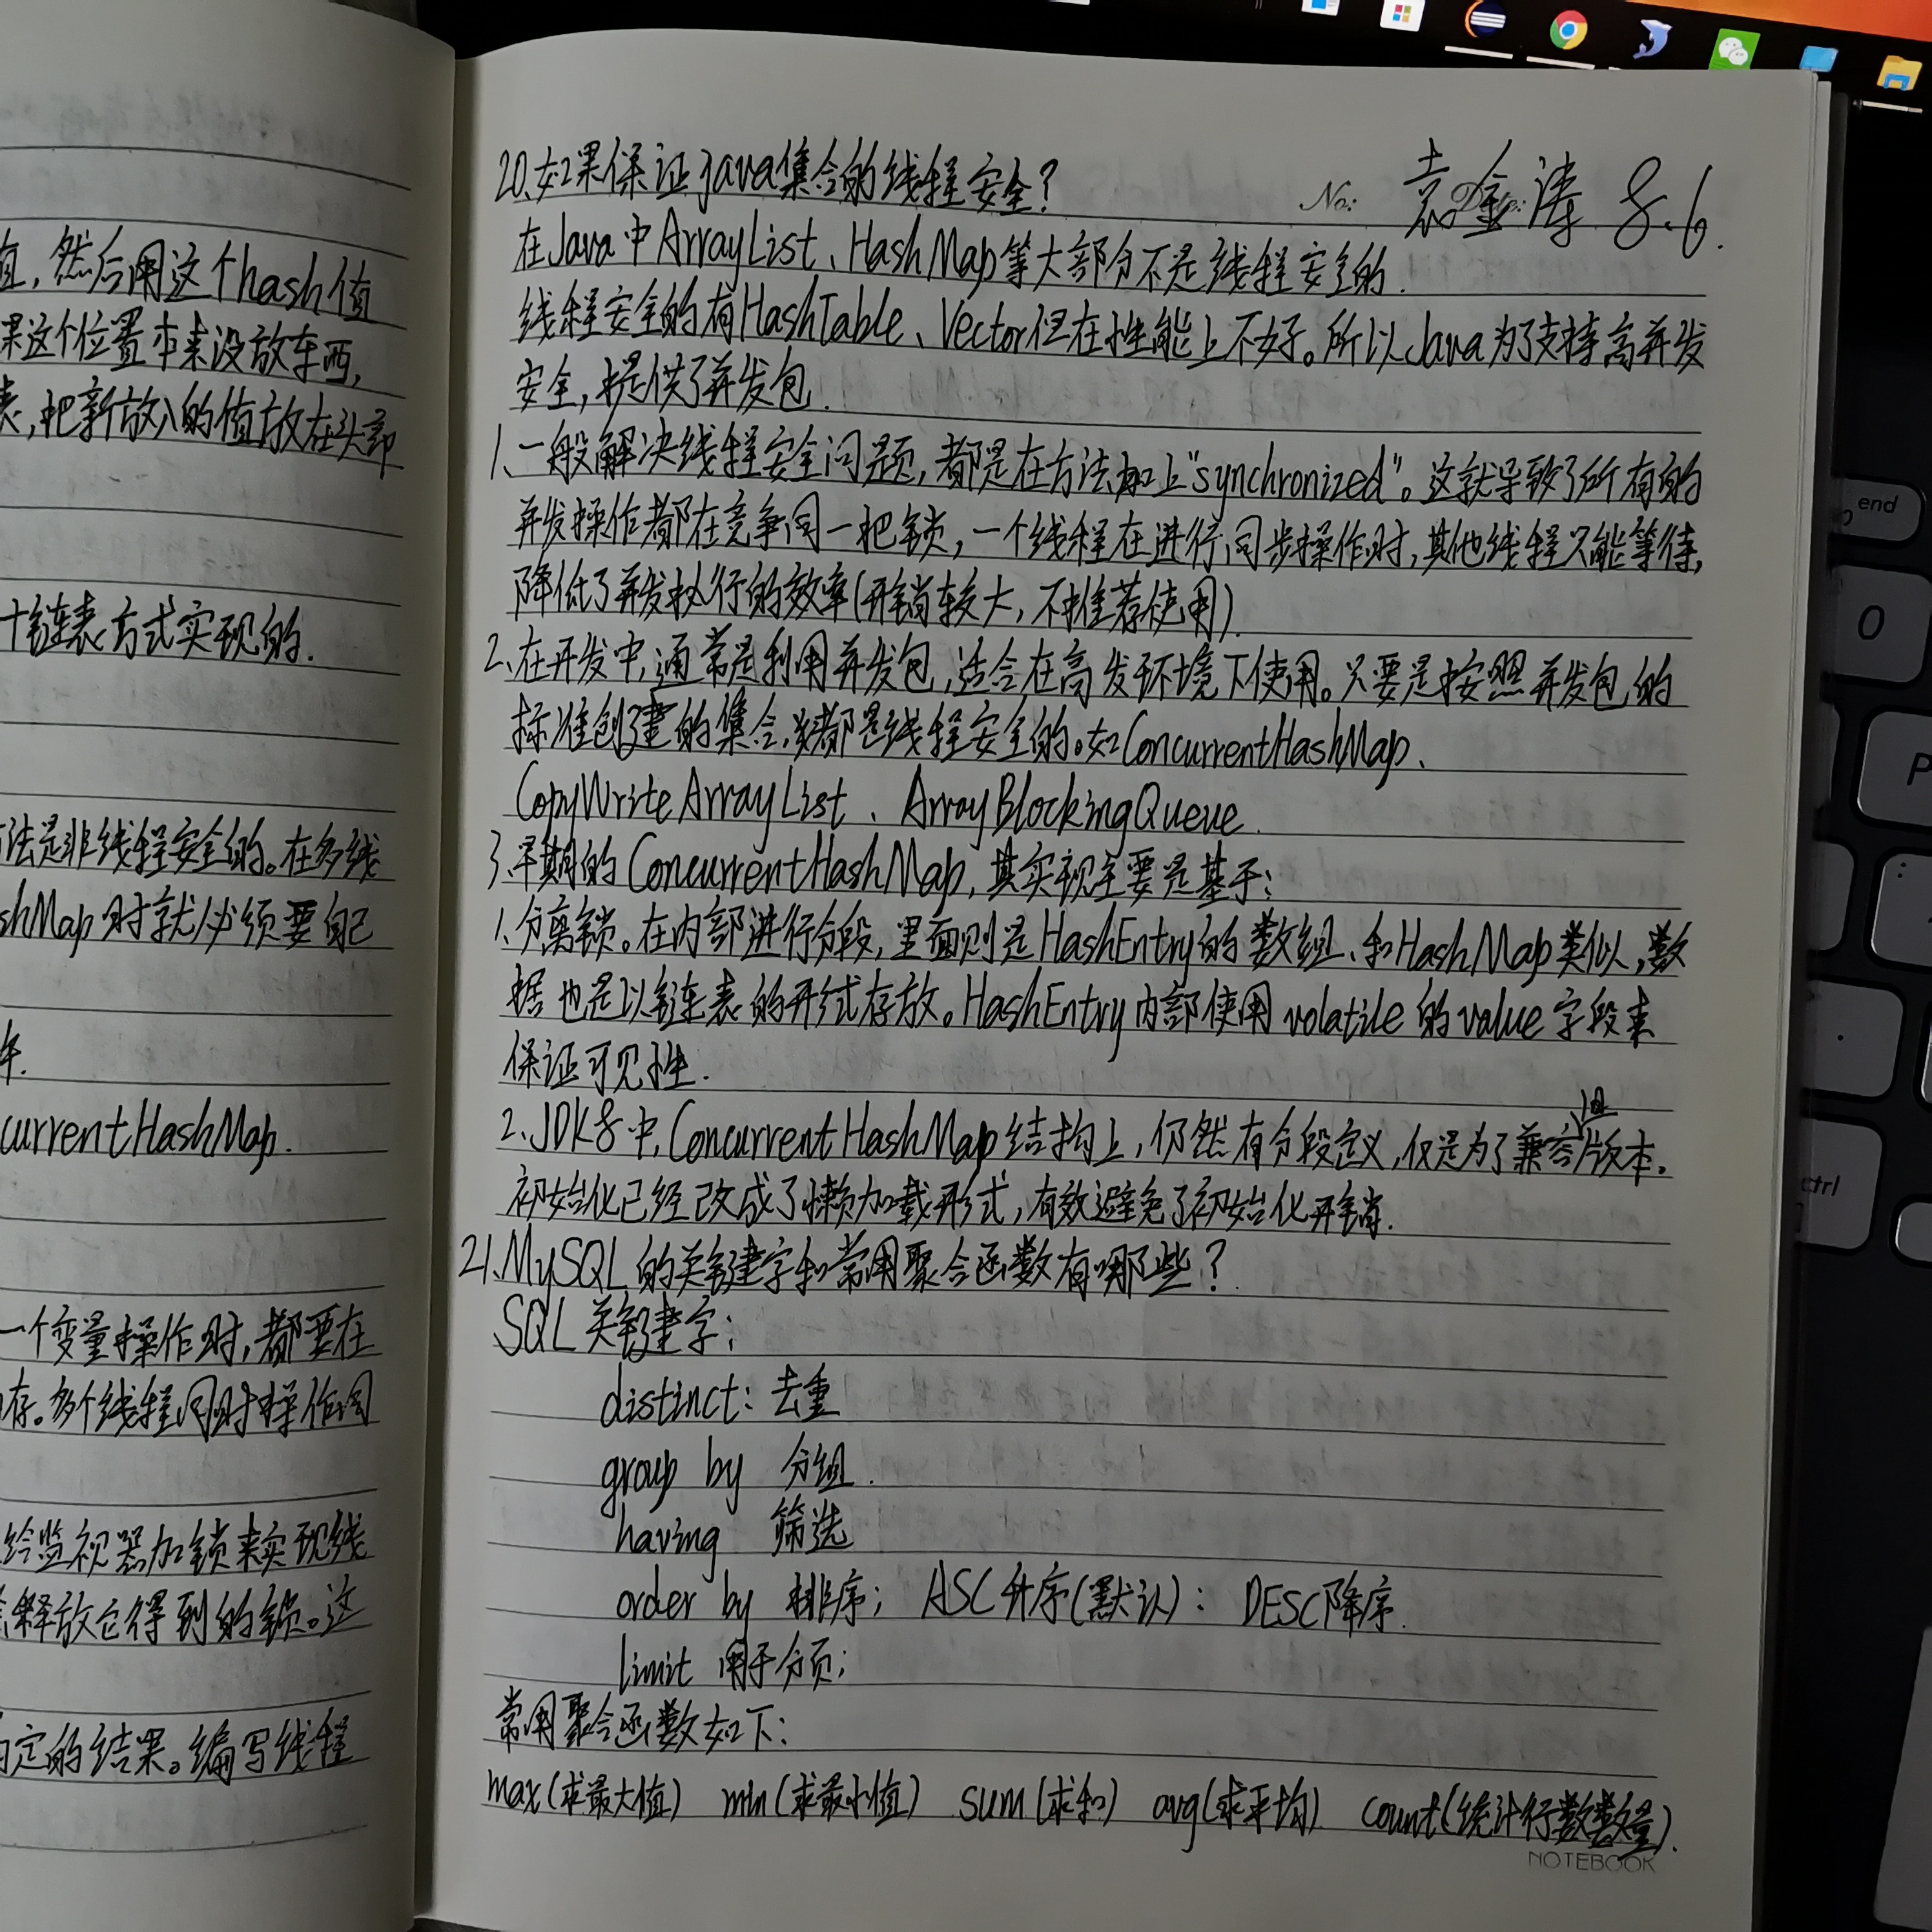 值,然后用这个hash值
果这个位置本来没放东西,
表,把新放入的值放在头部
十链表方式实现的.
法是非线程安全的。在多线
shMap时就必须要自己
currentHashMap.
一个变量操作时,都要在
存。多个线程同时操作同
给监视器加锁来实现线
释放它得到的锁。这
定的结果。编写线程
No:
袁金涛 8.6.
20、如果保证java集合的线程安全?
在Java中ArrayList、HashMap等大部分不是线程安全的.
线程安全的有HashTable、Vector但在性能上不好。所以Java为了支持高并发
安全,提供了并发包.
1、一般解决线程安全问题,都是在方法加上"synchronized"。这就导致了所有的
并发操作都在竞争同一把锁,一个线程在进行同步操作时,其他线程只能等待,
降低了并发执行的效率(开销较大,不推荐使用).
2、在开发中,通常是利用并发包,适合在高发环境下使用。只要是按照并发包的
标准创建的集合,都是线程安全的。如ConcurrentHashMap、
CopyWriteArrayList、ArrayBlockingQueue.
3、早期的ConcurrentHashMap,其实现主要是基于:
1、分离锁。在内部进行分段,里面则是HashEntry的数组、和HashMap类似,数
据也是以链表的形式存放。HashEntry内部使用volatile的value字段来
保证可见性.
2、JDK8中,ConcurrentHashMap结构上,仍然有分段定义,仅是为了兼容旧版本.
初始化已经改成了懒加载形式,有效避免了初始化开销.
21、MySQL的关键字和常用聚合函数有哪些?
SQL关键字:
distinct: 去重
group by 分组.
having 筛选
order by 排序; ASC升序(默认): DESC降序.
limit 用于分页;
常用聚合函数如下:
max(求最大值) min(求最小值) sum(求和) avg(求平均) count(统计行数数量).
NOTEBOOK
end
O
P
ctrl